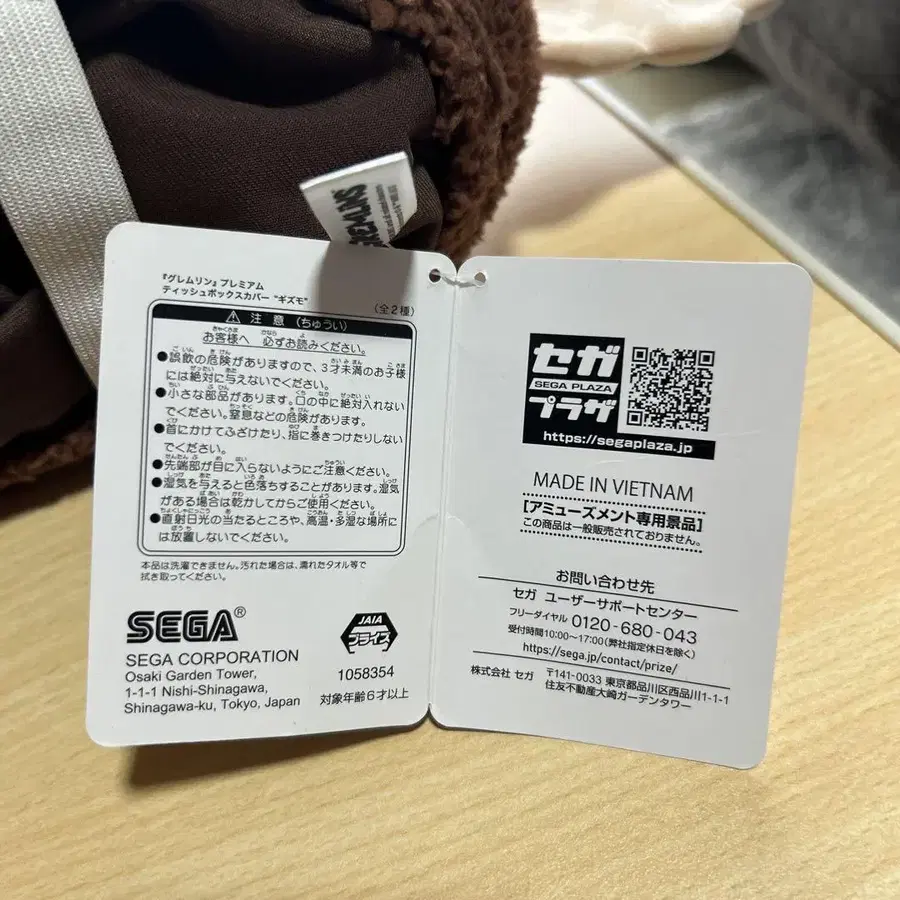 GREMLINS
『グレムリン』プレミアム
ティッシュボックスカバー "ギズモ"
(全2種)
⚠ 注意 (ちゅうい)
お客様へ 必ずお読みください。
●誤飲の危険がありますので、3才未満のお子様
には絶対に与えないでください。
●小さな部品があります。口の中に絶対入れない
でください。窒息などの危険があります。
●首にかけてふざけたり、指に巻きつけたりしない
でください。
●先端部が目に入らないようにご注意ください。
●湿気を与えると色落ちすることがあります。湿気
がある場合は乾かしてからご使用ください。
●直射日光の当たるところや、高温・多湿な場所に
は放置しないでください。
本品は洗濯できません。汚れた場合は、濡れたタオル等で
拭き取ってください。
SEGA®
SEGA CORPORATION
Osaki Garden Tower,
1-1-1 Nishi-Shinagawa,
Shinagawa-ku, Tokyo, Japan
JAIA
プライズ
1058354
対象年齢6才以上
セガ
SEGA PLAZA
プラザ
https://segaplaza.jp
MADE IN VIETNAM
[アミューズメント専用景品]
この商品は一般販売されておりません。
お問い合わせ先
セガ ユーザーサポートセンター
フリーダイヤル 0120-680-043
受付時間10:00~17:00(弊社指定休日を除く)
https://sega.jp/contact/prize/
株式会社 セガ 〒141-0033 東京都品川区西品川1-1-1
住友不動産大崎ガーデンタワー